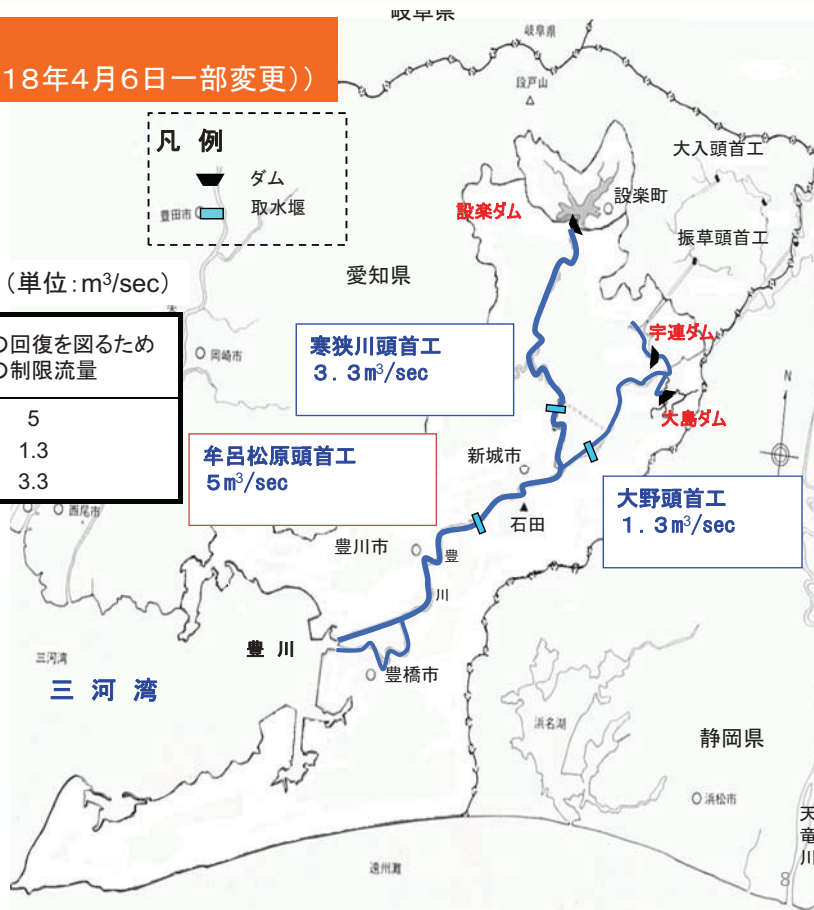 岐阜県
18年4月6日一部変更))
岐阜県
段戸山
凡 例
ダム
取水堰
豊田市
大入頭首工
設楽町
設楽ダム
振草頭首工
(単位:m³/sec)
愛知県
の回復を図るため
の制限流量
5
1.3
3.3
岡崎市
寒狭川頭首工
3.3m³/sec
宇連ダム
大島ダム
N
牟呂松原頭首工
5m³/sec
新城市
大野頭首工
1.3m³/sec
西尾市
石田
豊川市
豊
川
豊 川
三河湾
三 河 湾
豊橋市
浜名湖
静岡県
浜松市
天
竜
川
遠州灘
8